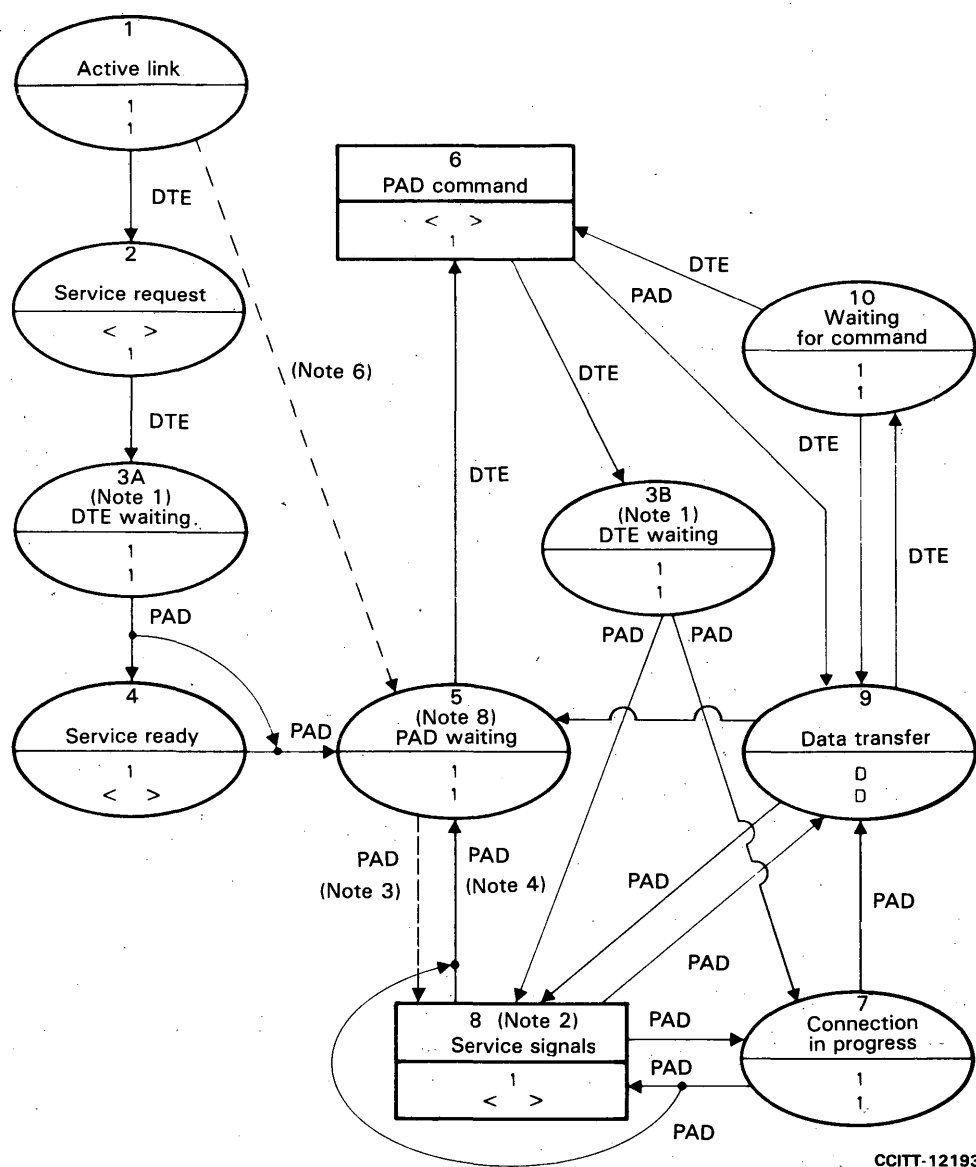 1
Active link
1
1
DTE
2
Service request
< >
1
DTE
3A
(Note 1)
DTE waiting
1
1
PAD
4
Service ready
1
< >
PAD
(Note 6)
6
PAD command
< >
1
DTE
PAD
DTE
DTE
10
Waiting
for command
1
1
DTE
DTE
3B
(Note 1)
DTE waiting
1
1
PAD
PAD
5
(Note 8)
PAD waiting
1
1
9
Data transfer
D
D
PAD
(Note 3)
PAD
(Note 4)
PAD
PAD
PAD
8 (Note 2)
Service signals
1
< >
PAD
PAD
PAD
7
Connection
in progress
1
1
CCITT-12193